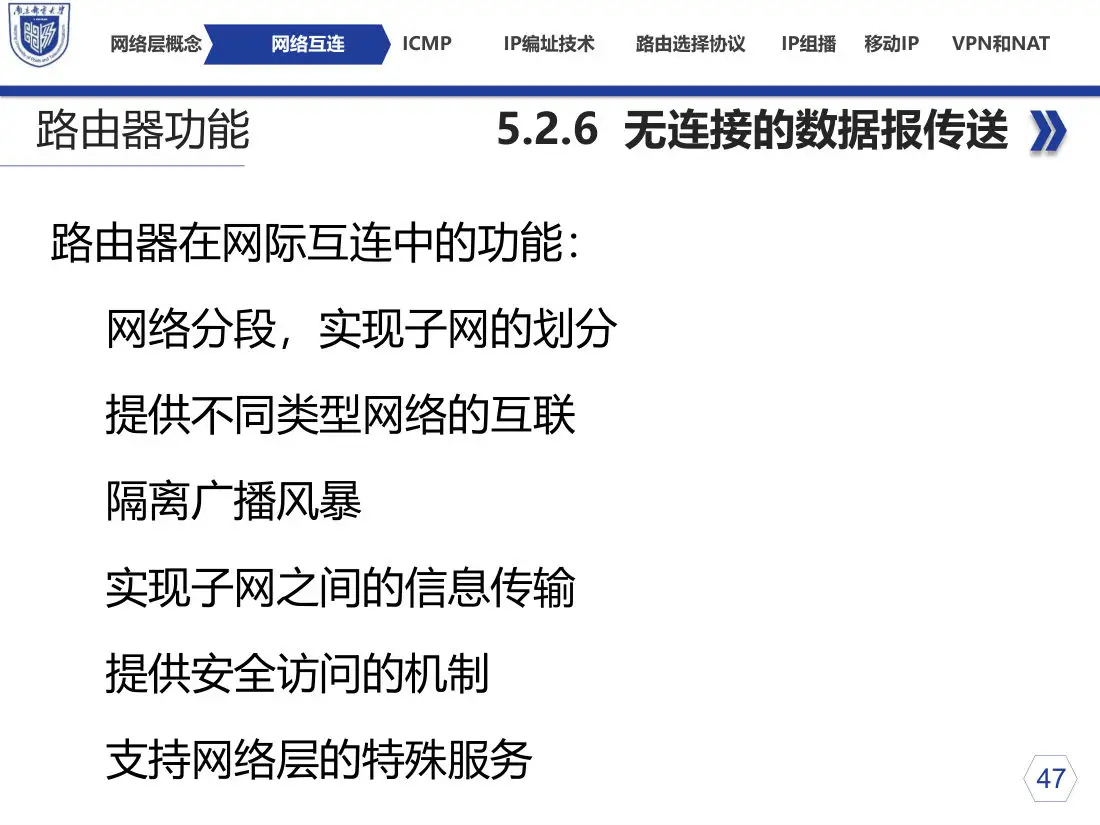 网络层概念 网络互连 ICMP IP编址技术 路由选择协议 IP组播 移动IP VPN和NAT
路由器功能 5.2.6 无连接的数据报传送
路由器在网际互连中的功能：
网络分段，实现子网的划分
提供不同类型网络的互联
隔离广播风暴
实现子网之间的信息传输
提供安全访问的机制
支持网络层的特殊服务
47